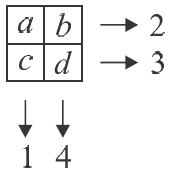 a b → 2
c d → 3
↓ ↓
1 4